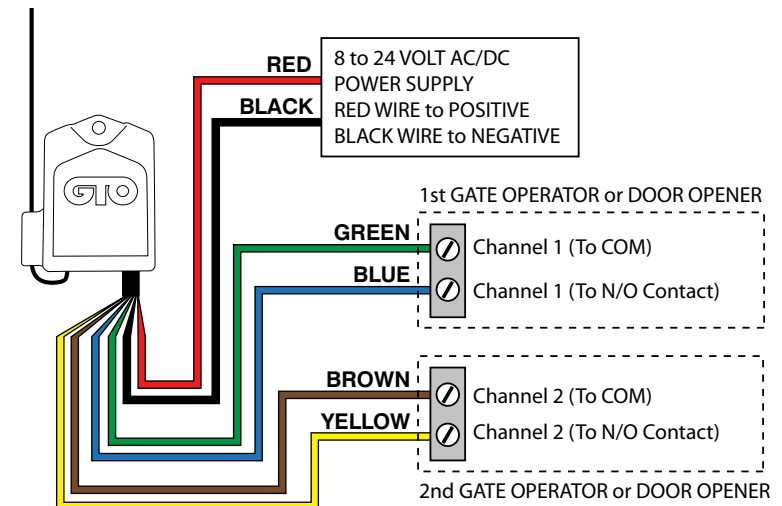 RED
8 to 24 VOLT AC/DC
POWER SUPPLY
BLACK
RED WIRE to POSITIVE
BLACK WIRE to NEGATIVE
GTO
1st GATE OPERATOR or DOOR OPENER
GREEN
Channel 1 (To COM)
BLUE
Channel 1 (To N/O Contact)
BROWN
Channel 2 (To COM)
YELLOW
Channel 2 (To N/O Contact)
2nd GATE OPERATOR or DOOR OPENER